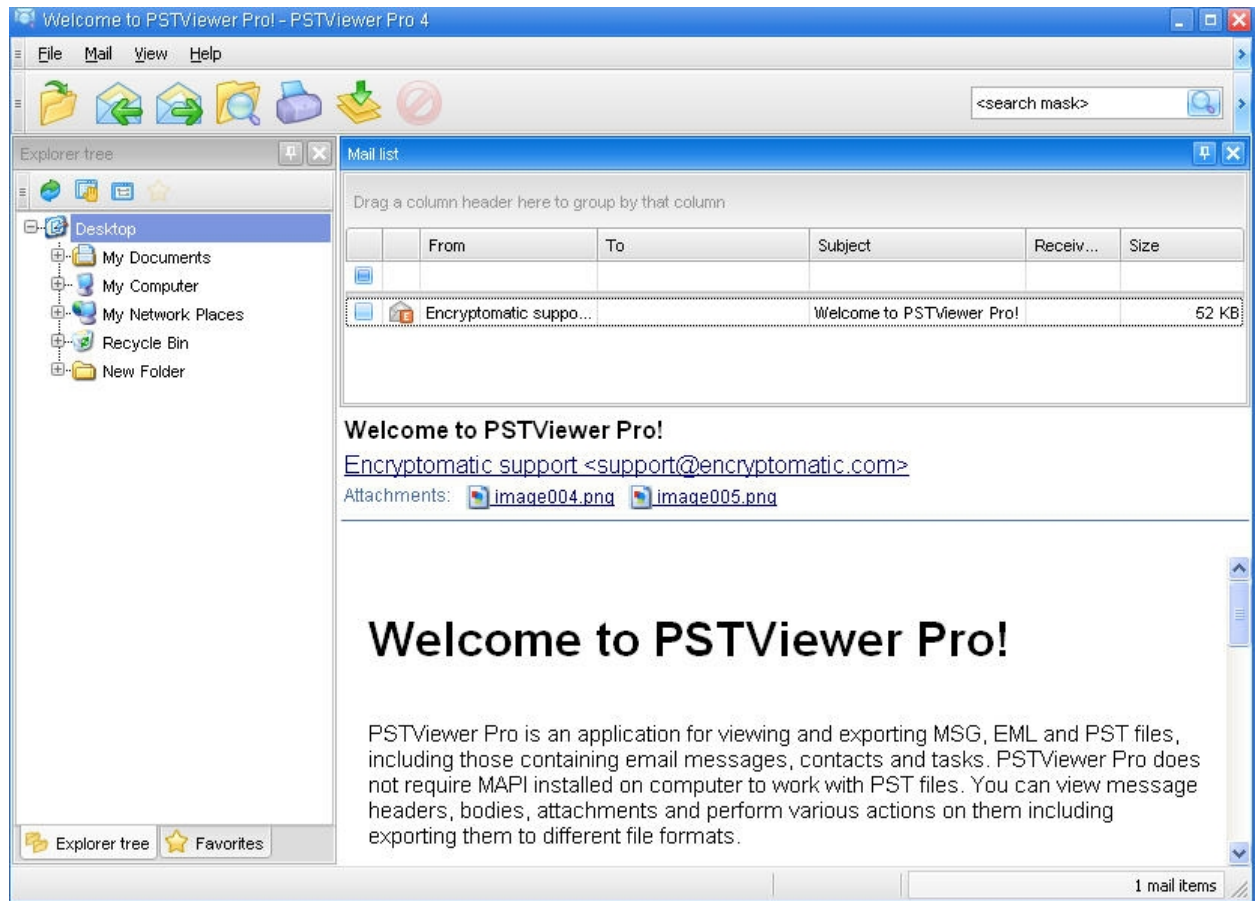 Welcome to PSTViewer Pro! - PSTViewer Pro 4
File Mail View Help
<search mask>
Explorer tree
Mail list
Drag a column header here to group by that column
From To Subject Receiv... Size
Encryptomatic suppo... Welcome to PSTViewer Pro! 52 KB
Desktop
My Documents
My Computer
My Network Places
Recycle Bin
New Folder
Welcome to PSTViewer Pro!
Encryptomatic support <support@encryptomatic.com>
Attachments: image004.png image005.png
Welcome to PSTViewer Pro!
PSTViewer Pro is an application for viewing and exporting MSG, EML and PST files,
including those containing email messages, contacts and tasks. PSTViewer Pro does
not require MAPI installed on computer to work with PST files. You can view message
headers, bodies, attachments and perform various actions on them including
exporting them to different file formats.
Explorer tree Favorites
1 mail items